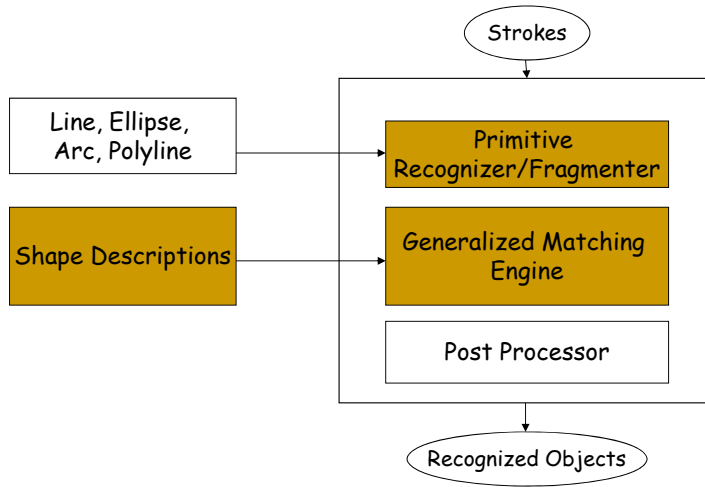 Strokes
Line, Ellipse,
Arc, Polyline
Primitive
Recognizer/Fragmenter
Shape Descriptions
Generalized Matching
Engine
Post Processor
Recognized Objects